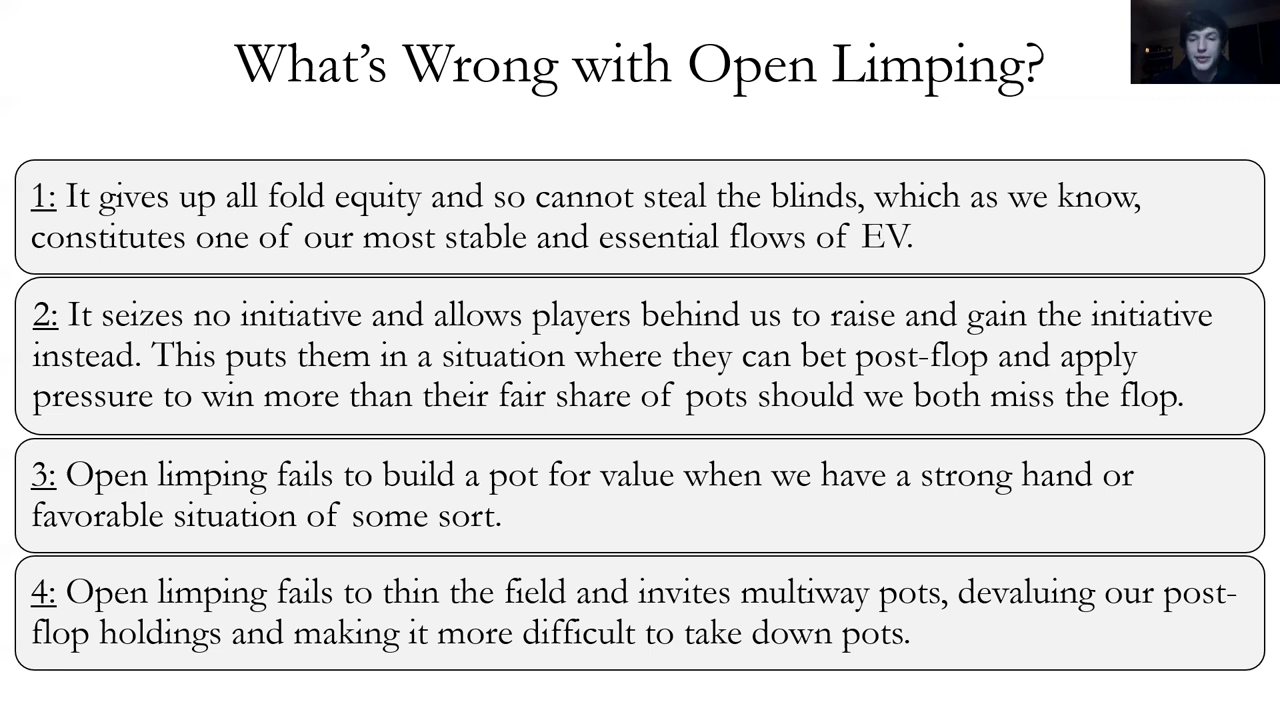 What's Wrong with Open Limping?
1: It gives up all fold equity and so cannot steal the blinds, which as we know,
constitutes one of our most stable and essential flows of EV.
2: It seizes no initiative and allows players behind us to raise and gain the initiative
instead. This puts them in a situation where they can bet post-flop and apply
pressure to win more than their fair share of pots should we both miss the flop.
3: Open limping fails to build a pot for value when we have a strong hand or
favorable situation of some sort.
4: Open limping fails to thin the field and invites multiway pots, devaluing our post-
flop holdings and making it more difficult to take down pots.